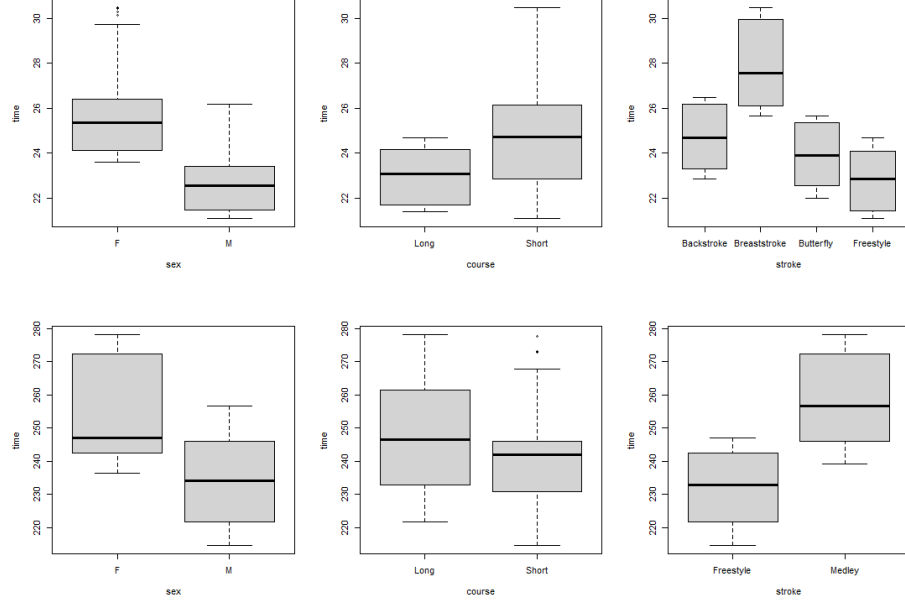 time
30
28
26
24
22
F
M
sex
time
30
28
26
24
22
Long
Short
course
time
30
28
26
24
22
Backstroke
Breaststroke
Butterfly
Freestyle
stroke
time
280
270
260
250
240
230
220
F
M
sex
time
280
270
260
250
240
230
220
Long
Short
course
time
280
270
260
250
240
230
220
Freestyle
Medley
stroke